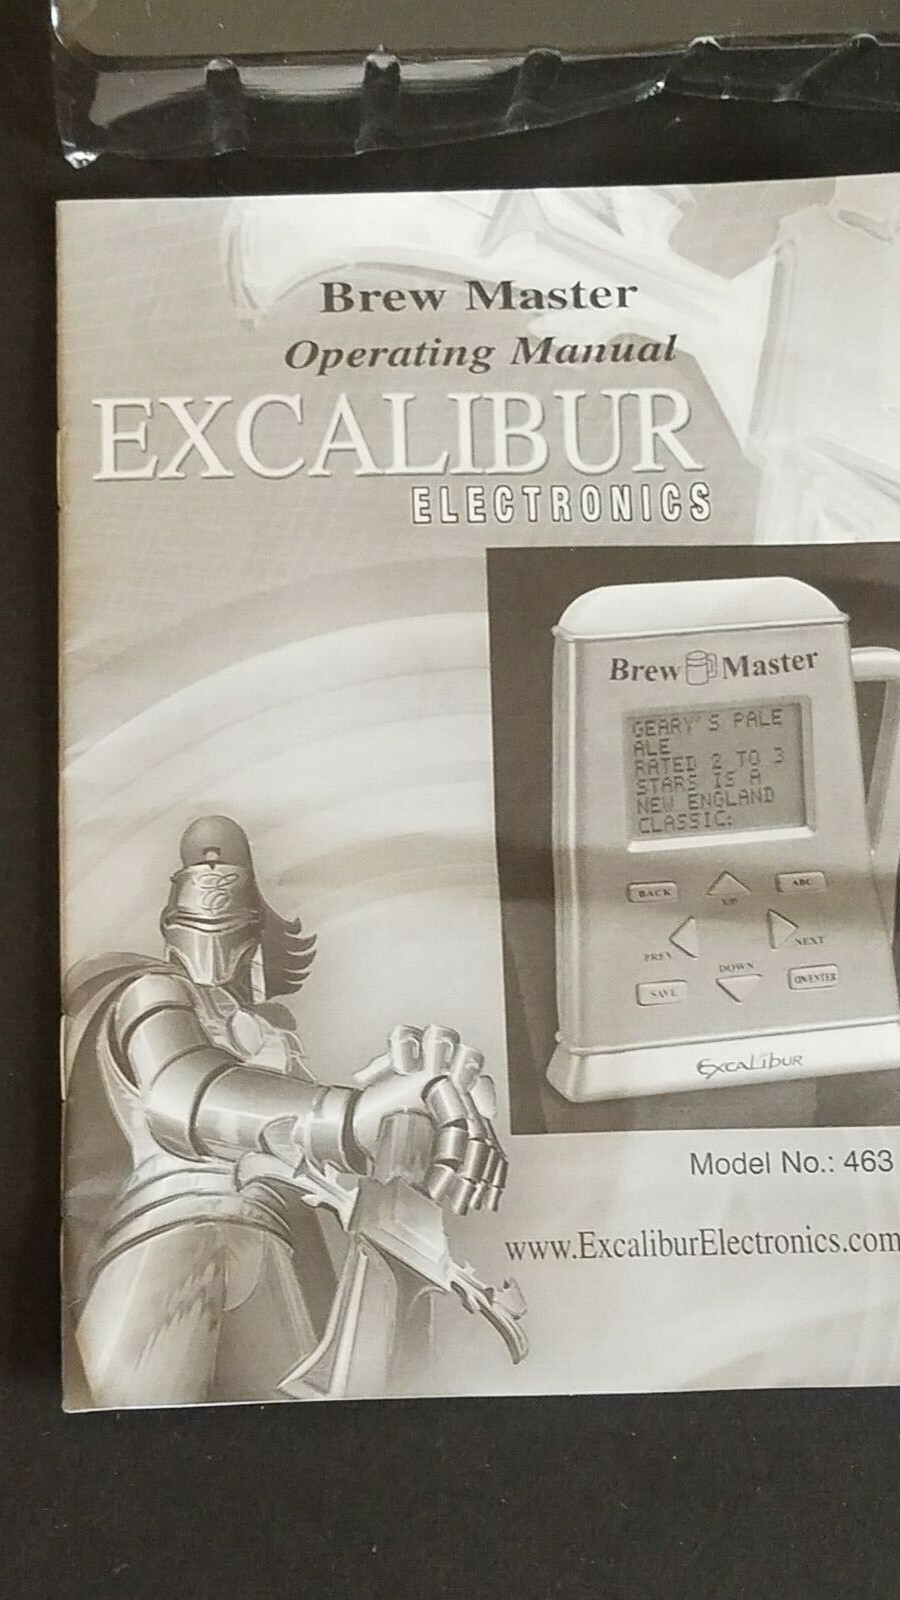 Brew Master
Operating Manual
EXCALIBUR
ELECTRONICS
Brew Master
GEARY'S PALE
ALE
RATED 2 TO 3
STARS IS A
NEW ENGLAND
CLASSIC:
BACK
UP
ABC
PREV
NEXT
DOWN
SAVE
ON/ENTER
EXCALIBUR
Model No.: 463
www.ExcaliburElectronics.com